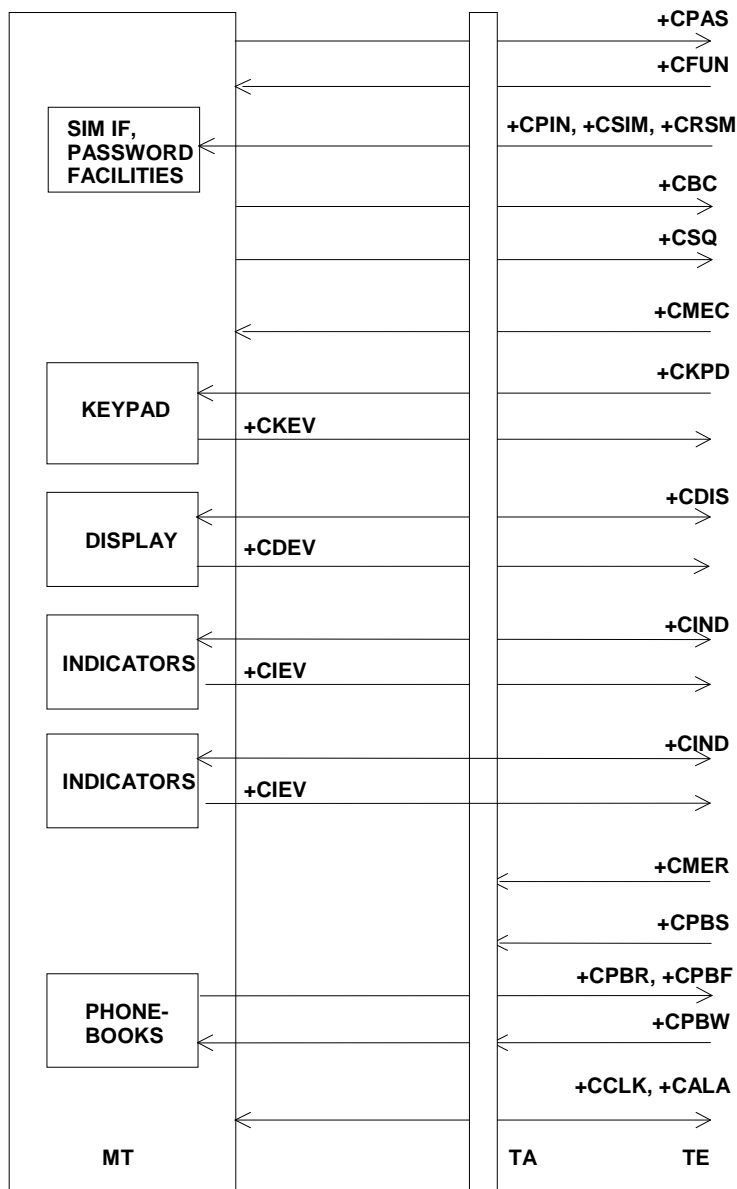 +CPAS
+CFUN
SIM IF,
PASSWORD
FACILITIES
+CPIN, +CSIM, +CRSM
+CBC
+CSQ
+CMEC
+CKPD
KEYPAD
+CKEV
+CDIS
DISPLAY
+CDEV
+CIND
INDICATORS
+CIEV
+CIND
INDICATORS
+CIEV
+CMER
+CPBS
+CPBR, +CPBF
PHONE-
BOOKS
+CPBW
+CCLK, +CALA
MT TA TE